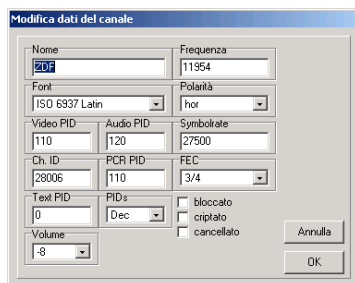 Modifica dati del canale
Nome
Frequenza
ZDF
11954
Font
Polarità
ISO 6937 Latin
hor
Video PID
Audio PID
Symbolrate
110
120
27500
Ch. ID
PCR PID
FEC
28006
110
3/4
Text PID
PIDs
bloccato
0
Dec
criptato
cancellato
Volume
Annulla
-8
OK